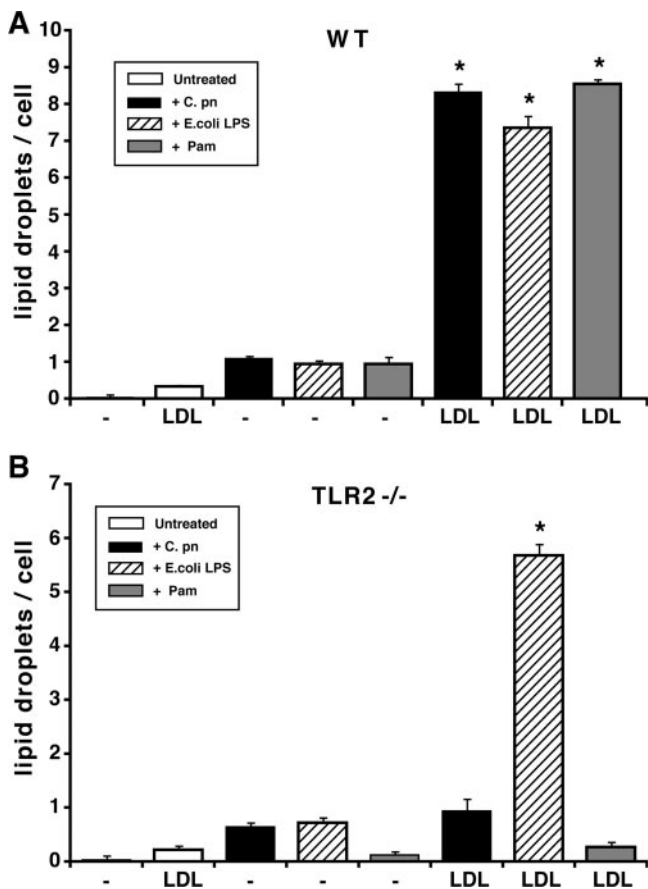 A
WT
lipid droplets / cell
10
9
8
7
6
5
4
3
2
1
0
Untreated
+ C. pn
+ E.coli LPS
+ Pam
* * *
- LDL - - - LDL LDL LDL
B
TLR2 -/-
lipid droplets / cell
7
6
5
4
3
2
1
0
Untreated
+ C. pn
+ E.coli LPS
+ Pam
*
- LDL - - - LDL LDL LDL